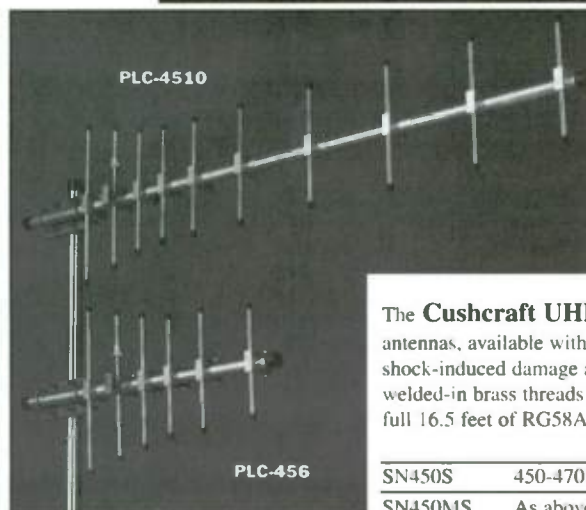 PLC-4510
PLC-456
The Cushcraft UH
antennas, available with
shock-induced damage
welded-in brass threads
full 16.5 feet of RG58A
SN450S 450-470
SN450MS As above